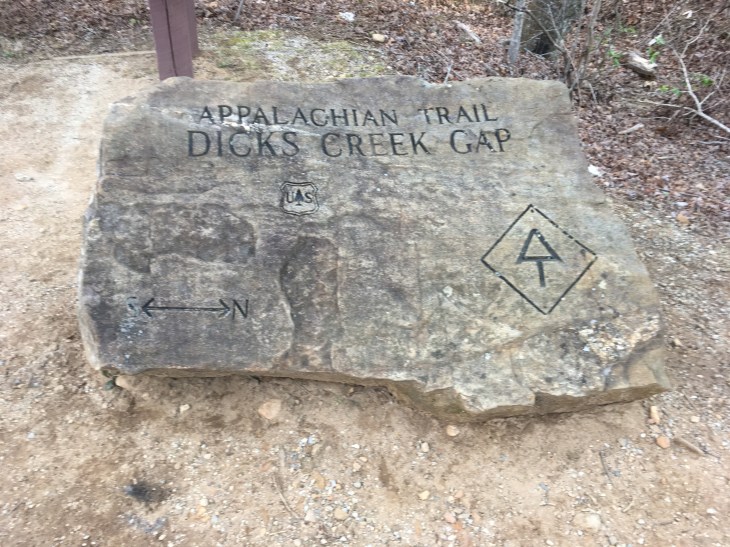 APPALACHIAN TRAIL
DICKS CREEK GAP
US
S N